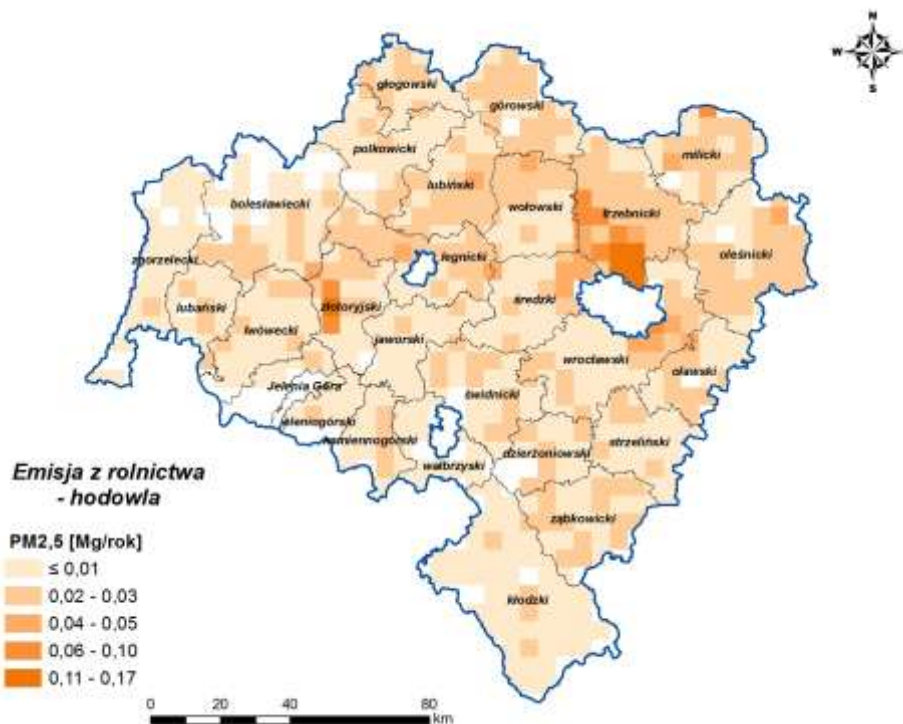 N
W E
S
głogowski
górowski
polkowicki
milicki
lubiński
bolesławiecki
wołowski
trzebnicki
oleśnicki
zgorzelecki
legnicki
lubański
złotoryjski
średzki
lwówecki
jaworski
wrocławski
oławski
Jelenia Góra
świdnicki
jeleniogórski
kamiennogórski
strzeliński
dzierżoniowski
wałbrzyski
ząbkowicki
kłodzki
Emisja z rolnictwa
- hodowla
PM2,5 [Mg/rok]
≤ 0,01
0,02 - 0,03
0,04 - 0,05
0,06 - 0,10
0,11 - 0,17
0 20 40 80
km